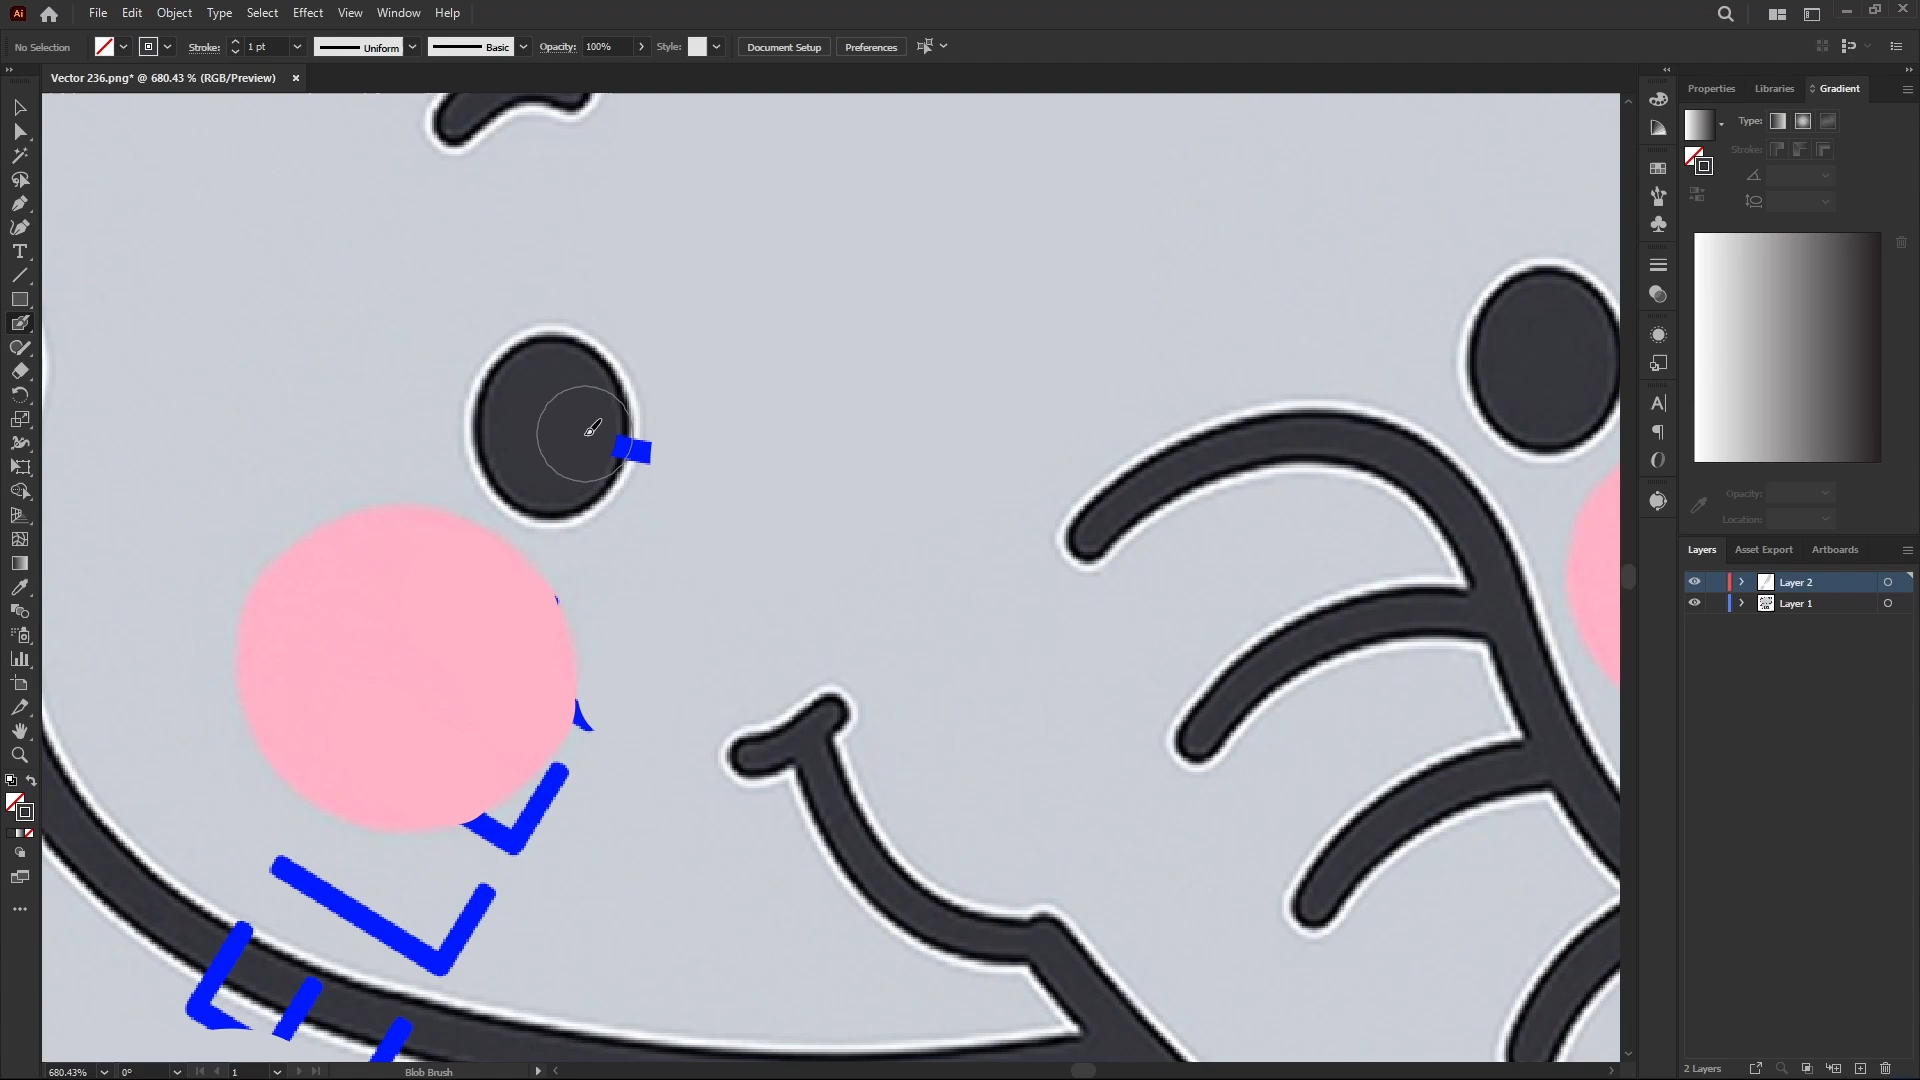 Ai File Edit Object Type Select Effect View Window Help
No Selection Stroke: 1 pt Uniform Basic Opacity: 100% Style: Document Setup Preferences
Vector 236.png* @ 680.43 % (RGB/Preview)
Properties Libraries Gradient
Type:
Stroke:
Opacity:
Location:
Layers Asset Export Artboards
Layer 2
Layer 1
2 Layers
680.43% 0° 1 Blob Brush